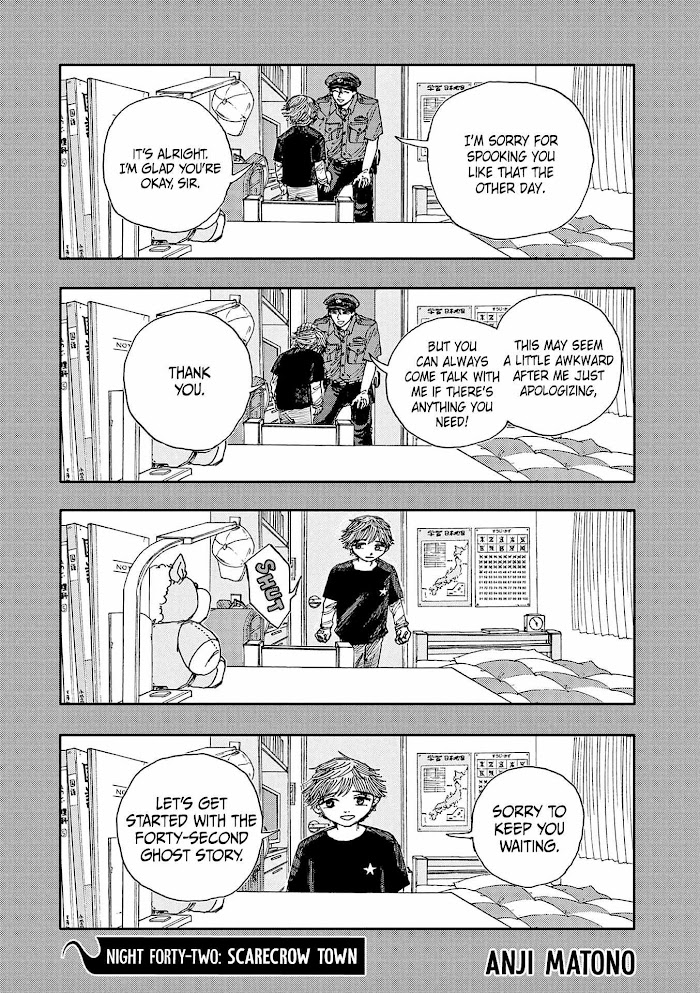 I'M SORRY FOR
SPOOKING YOU
LIKE THAT THE
OTHER DAY.
IT'S ALRIGHT.
I'M GLAD YOU'RE
OKAY, SIR.
THIS MAY SEEM
A LITTLE AWKWARD
AFTER ME JUST
APOLOGIZING,
BUT YOU
CAN ALWAYS
COME TALK WITH
ME IF THERE'S
ANYTHING YOU
NEED!
THANK
YOU.
SHUT
SORRY TO
KEEP YOU
WAITING.
LET'S GET
STARTED WITH THE
FORTY-SECOND
GHOST STORY.
NIGHT FORTY-TWO: SCARECROW TOWN
ANJI MATONO